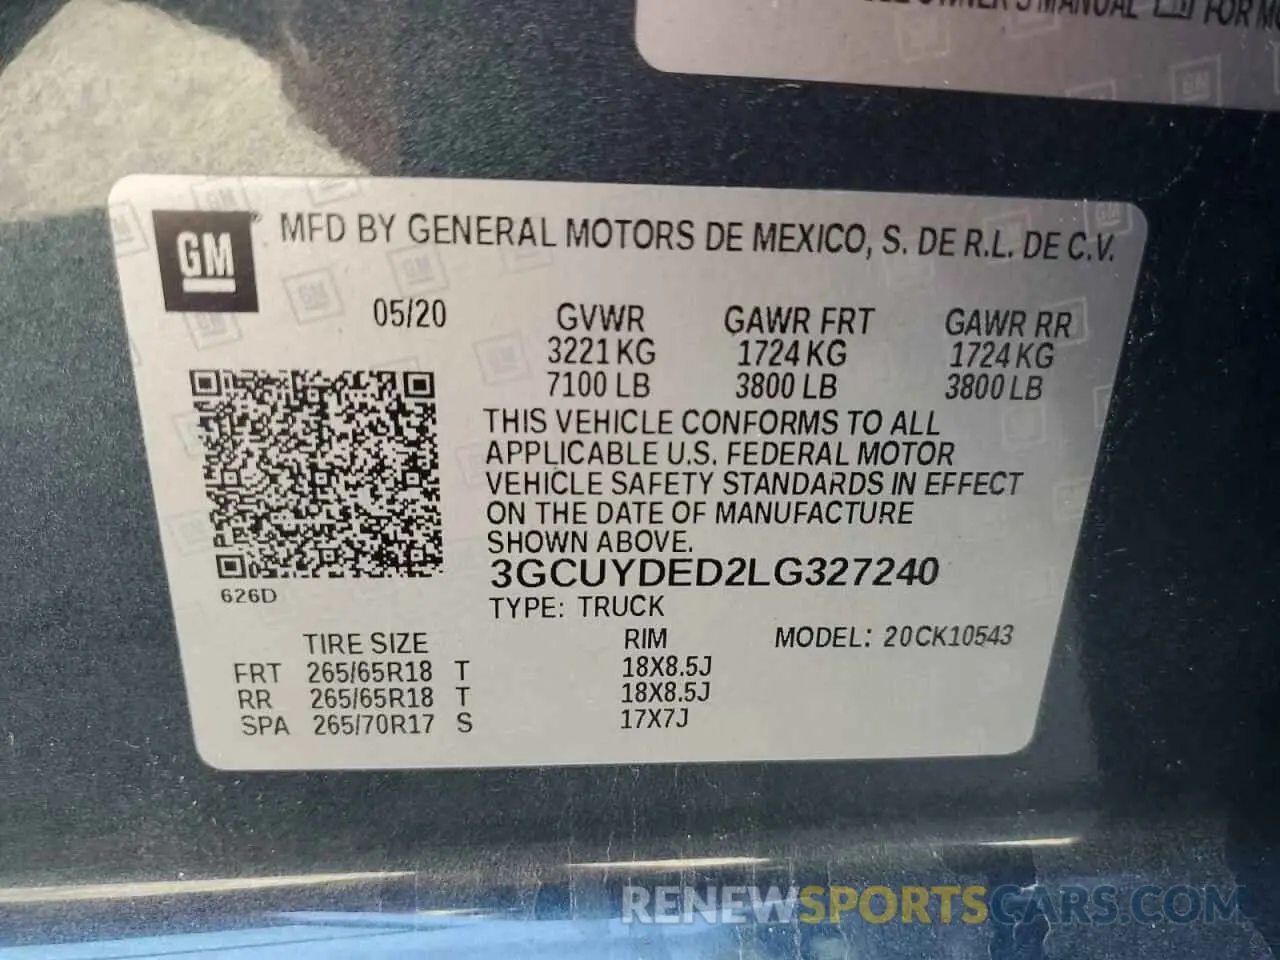 OWNER'S MANUAL FOR
GM
MFD BY GENERAL MOTORS DE MEXICO, S. DE R.L. DE C.V.
05/20
GVWR GAWR FRT GAWR RR
3221 KG 1724 KG 1724 KG
7100 LB 3800 LB 3800 LB
THIS VEHICLE CONFORMS TO ALL
APPLICABLE U.S. FEDERAL MOTOR
VEHICLE SAFETY STANDARDS IN EFFECT
ON THE DATE OF MANUFACTURE
SHOWN ABOVE.
3GCUYDED2LG327240
626D
TYPE: TRUCK
TIRE SIZE RIM MODEL: 20CK10543
FRT 265/65R18 T 18X8.5J
RR 265/65R18 T 18X8.5J
SPA 265/70R17 S 17X7J
RENEWSPORTSCARS.COM